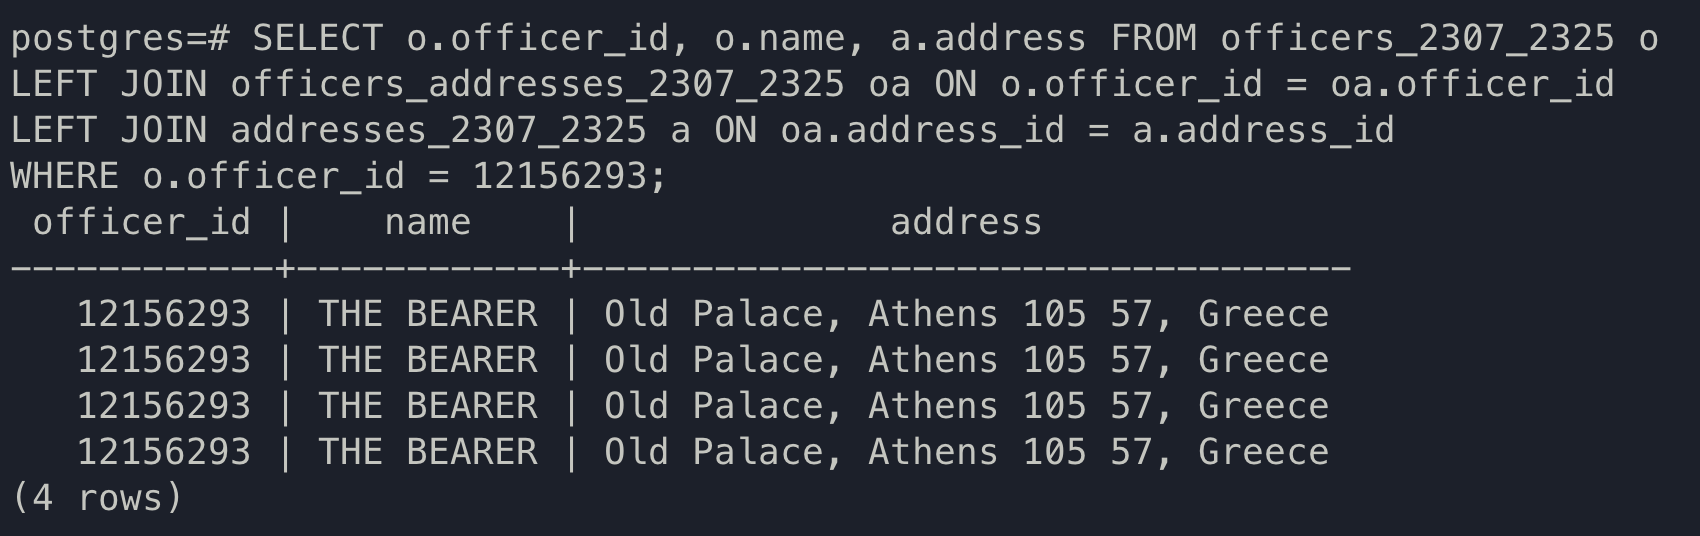 postgres=# SELECT o.officer_id, o.name, a.address FROM officers_2307_2325 o
LEFT JOIN officers_addresses_2307_2325 oa ON o.officer_id = oa.officer_id
LEFT JOIN addresses_2307_2325 a ON oa.address_id = a.address_id
WHERE o.officer_id = 12156293;
 officer_id |    name    |              address
------------+------------+-----------------------------------
   12156293 | THE BEARER | Old Palace, Athens 105 57, Greece
   12156293 | THE BEARER | Old Palace, Athens 105 57, Greece
   12156293 | THE BEARER | Old Palace, Athens 105 57, Greece
   12156293 | THE BEARER | Old Palace, Athens 105 57, Greece
(4 rows)